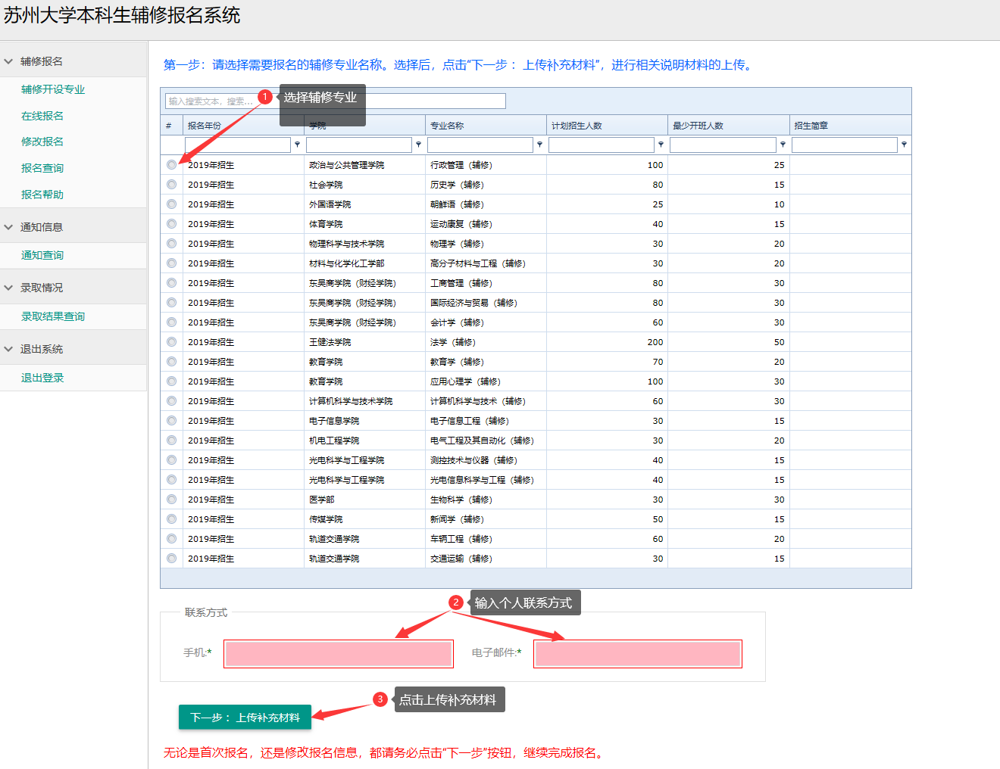 苏州大学本科生辅修报名系统
辅修报名
辅修开设专业
在线报名
修改报名
报名查询
报名帮助
通知信息
通知查询
录取情况
录取结果查询
退出系统
退出登录
第一步：请选择需要报名的辅修专业名称。选择后，点击“下一步 ：上传补充材料”，进行相关说明材料的上传。
输入搜索文本，搜索...
1 选择辅修专业
# 报名年份 学院 专业名称 计划招生人数 最少开班人数 招生简章
2019年招生 政治与公共管理学院 行政管理（辅修） 100 25
2019年招生 社会学院 历史学（辅修） 80 15
2019年招生 外国语学院 朝鲜语（辅修） 25 10
2019年招生 体育学院 运动康复（辅修） 40 15
2019年招生 物理科学与技术学院 物理学（辅修） 30 20
2019年招生 材料与化学化工学部 高分子材料与工程（辅修） 30 20
2019年招生 东吴商学院（财经学院） 工商管理（辅修） 80 30
2019年招生 东吴商学院（财经学院） 国际经济与贸易（辅修） 80 30
2019年招生 东吴商学院（财经学院） 会计学（辅修） 60 30
2019年招生 王健法学院 法学（辅修） 200 50
2019年招生 教育学院 教育学（辅修） 70 20
2019年招生 教育学院 应用心理学（辅修） 100 30
2019年招生 计算机科学与技术学院 计算机科学与技术（辅修） 60 30
2019年招生 电子信息学院 电子信息工程（辅修） 30 15
2019年招生 机电工程学院 电气工程及其自动化（辅修） 30 20
2019年招生 光电科学与工程学院 测控技术与仪器（辅修） 40 15
2019年招生 光电科学与工程学院 光电信息科学与工程（辅修） 40 15
2019年招生 医学部 生物科学（辅修） 30 30
2019年招生 传媒学院 新闻学（辅修） 50 15
2019年招生 轨道交通学院 车辆工程（辅修） 60 20
2019年招生 轨道交通学院 交通运输（辅修） 30 15
2 输入个人联系方式
联系方式
手机:* 电子邮件:*
3 点击上传补充材料
下一步 ：上传补充材料
无论是首次报名，还是修改报名信息，都请务必点击“下一步”按钮，继续完成报名。